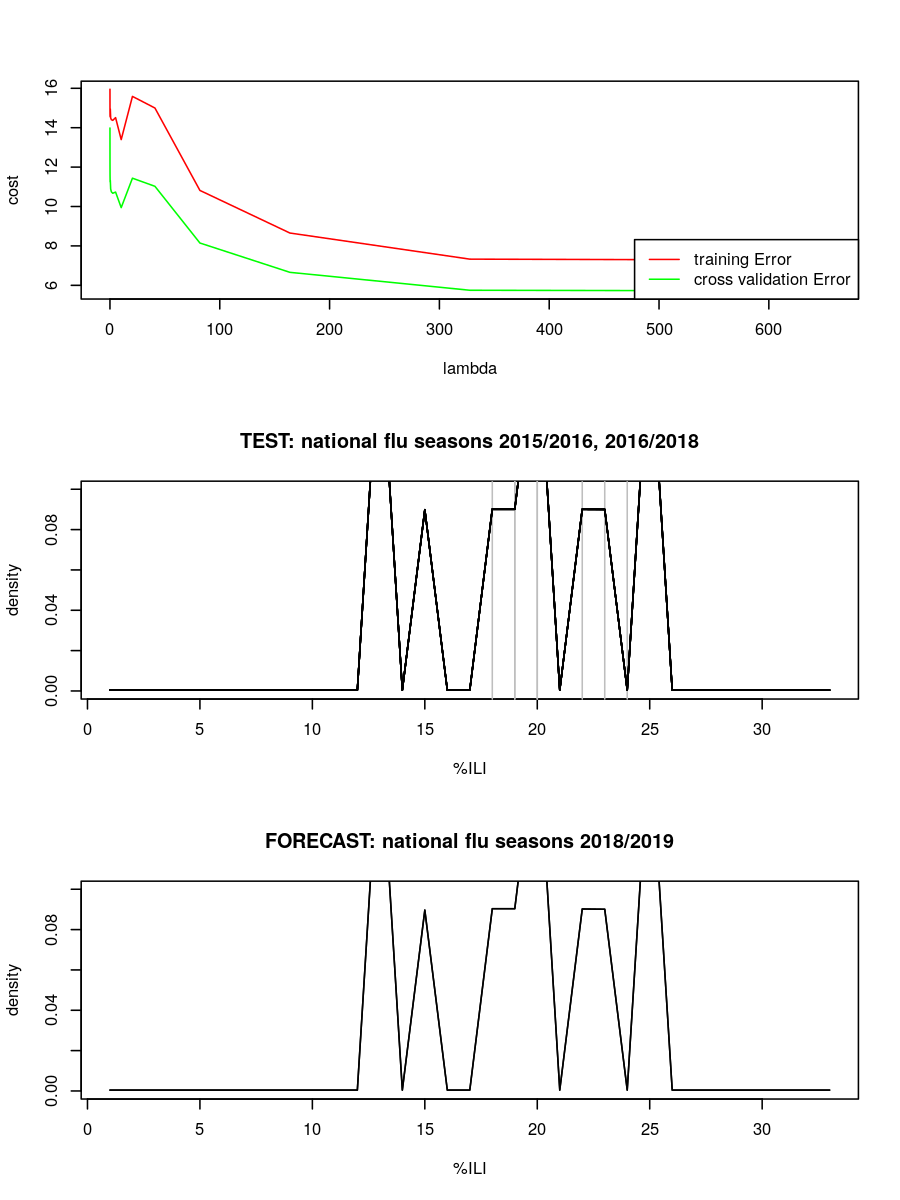 16
14
12
10
8
6
cost
training Error
cross validation Error
0 100 200 300 400 500 600
lambda
TEST: national flu seasons 2015/2016, 2016/2018
0.08
0.04
0.00
density
0 5 10 15 20 25 30
%ILI
FORECAST: national flu seasons 2018/2019
0.08
0.04
0.00
density
0 5 10 15 20 25 30
%ILI